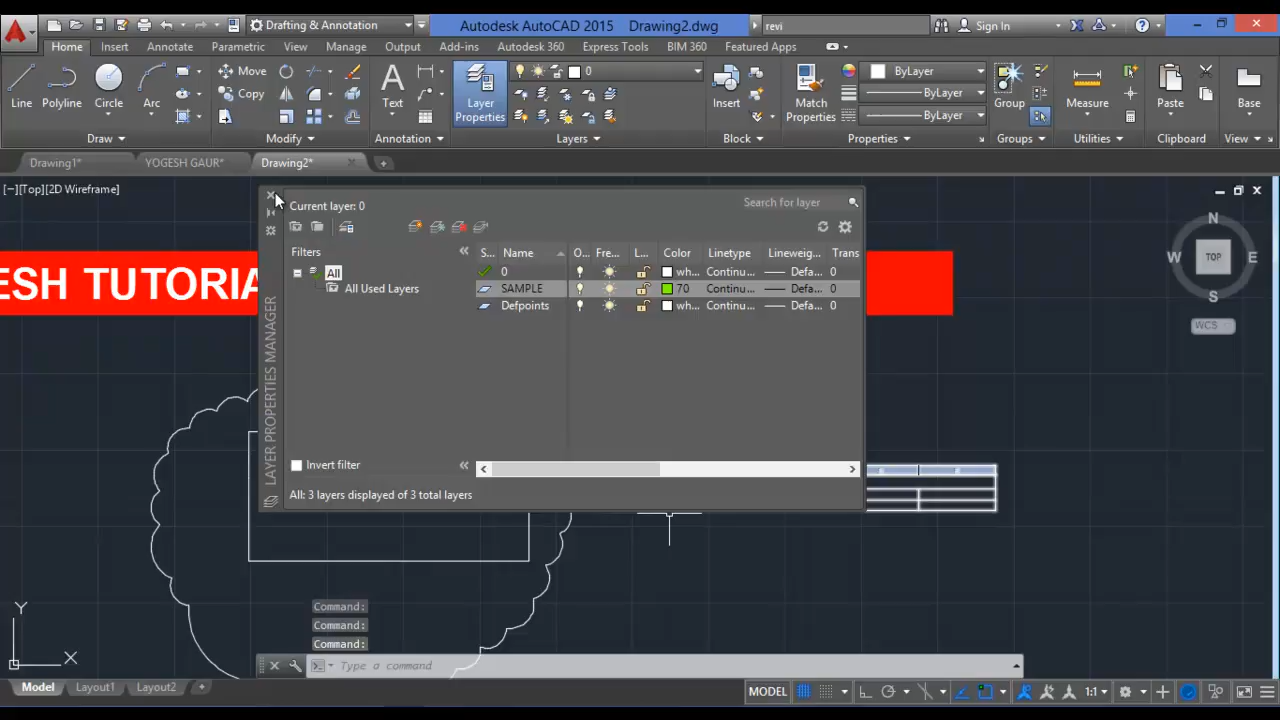 Drafting & Annotation
Autodesk AutoCAD 2015 Drawing2.dwg
revi
Sign In
Home Insert Annotate Parametric View Manage Output Add-ins Autodesk 360 Express Tools BIM 360 Featured Apps
Line
Polyline
Circle
Arc
Move
Copy
Text
Layer
Properties
0
Insert
Match
Properties
ByLayer
ByLayer
ByLayer
Group
Measure
Paste
Base
Draw Modify Annotation Layers Block Properties Groups Utilities Clipboard View
Drawing1* YOGESH GAUR* Drawing2*
[−][Top][2D Wireframe]
Current layer: 0
Search for layer
Filters
S... Name O... Fre... L... Color Linetype Lineweig... Trans
All
0 wh... Continu... Defa... 0
All Used Layers
SAMPLE 70 Continu... Defa... 0
Defpoints wh... Continu... Defa... 0
Invert filter
All: 3 layers displayed of 3 total layers
LAYER PROPERTIES MANAGER
ESH TUTORIA
N
W TOP E
S
WCS
Y
X
Command:
Command:
Command:
Type a command
Model Layout1 Layout2
MODEL
1:1